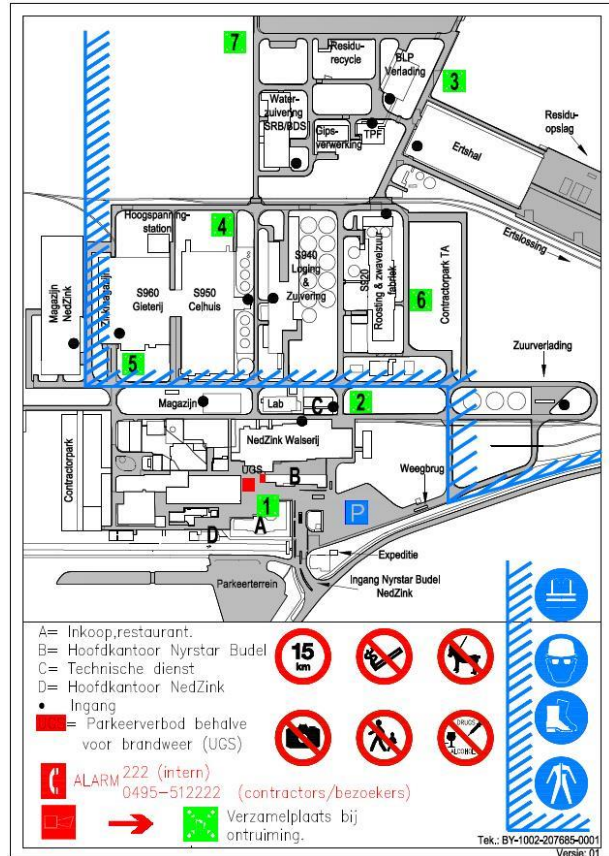 7
Residu-
recycle
BLP
Verlading
3
Water-
zuivering
SRB/BDS
Gips-
verwerking
TPF
Residu-
opslag
Ertshal
Hoogspanning-
station
4
Ertslossing
Magazijn
NedZink
Zinkmagazijn
S960
Gieterij
S950
Celhuis
S940
Loging
&
Zuivering
S920
Roosting & zwavelzuur
fabriek
6
Contractorpark TA
5
Zuurverlading
Magazijn
Lab
C
2
NedZink Walserij
Contractorpark
UGS
B
Weegbrug
1
A
P
D
Expeditie
Ingang Nyrstar Budel
NedZink
Parkeerterrein
A= Inkoop,restaurant.
B= Hoofdkantoor Nyrstar Budel
C= Technische dienst
D= Hoofdkantoor NedZink
• Ingang
UGS= Parkeerverbod behalve
voor brandweer (UGS)
15
km
DRUGS
ALCOHOL
ALARM 222 (intern)
0495-512222 (contractors/bezoekers)
Verzamelplaats bij
ontruiming.
Tek.: BY-1002-207685-0001
Versie: 01